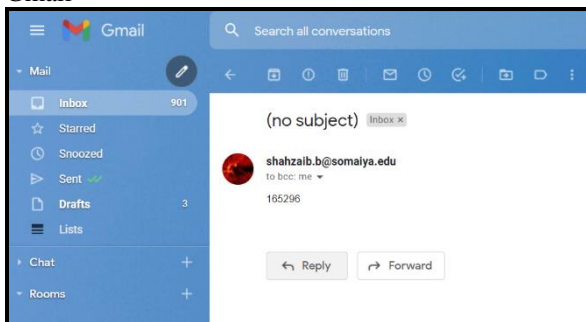 Gmail
Gmail
Search all conversations
Mail
Inbox 901
(no subject) Inbox ×
Starred
Snoozed
shahzaib.b@somaiya.edu
to bcc: me
Sent
165296
Drafts 3
Lists
Chat +
Reply Forward
Rooms +